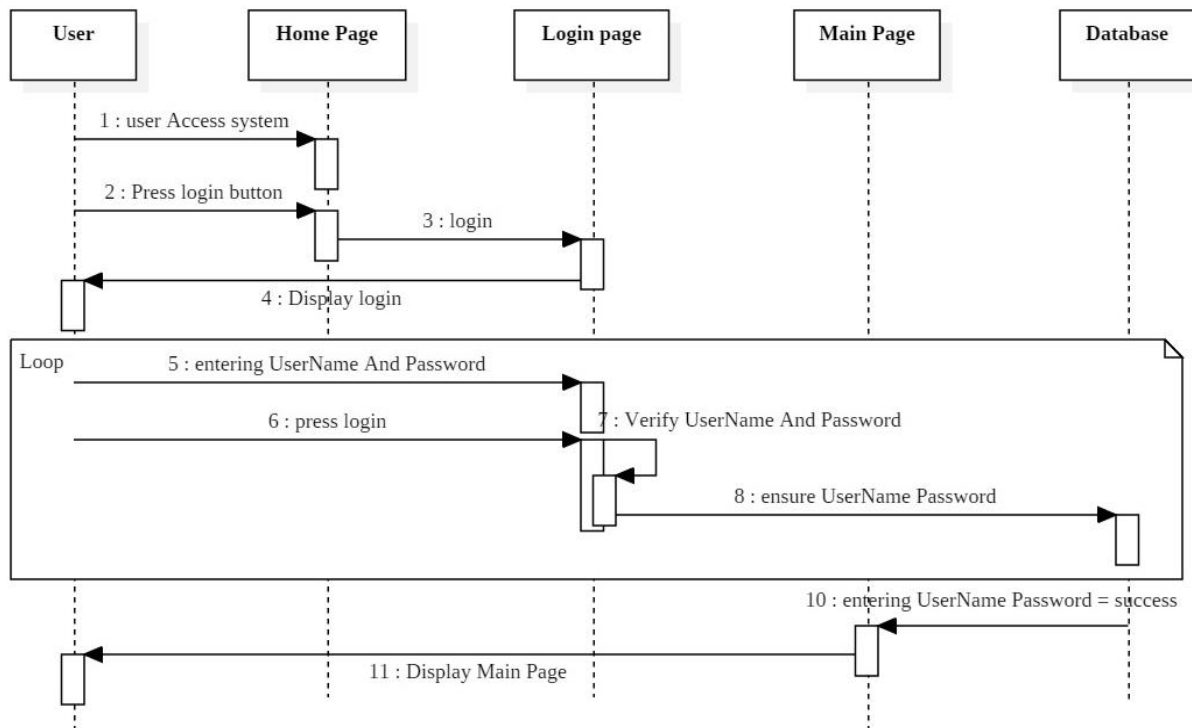 User
Home Page
Login page
Main Page
Database
1 : user Access system
2 : Press login button
3 : login
4 : Display login
Loop
5 : entering UserName And Password
6 : press login
7 : Verify UserName And Password
8 : ensure UserName Password
10 : entering UserName Password = success
11 : Display Main Page